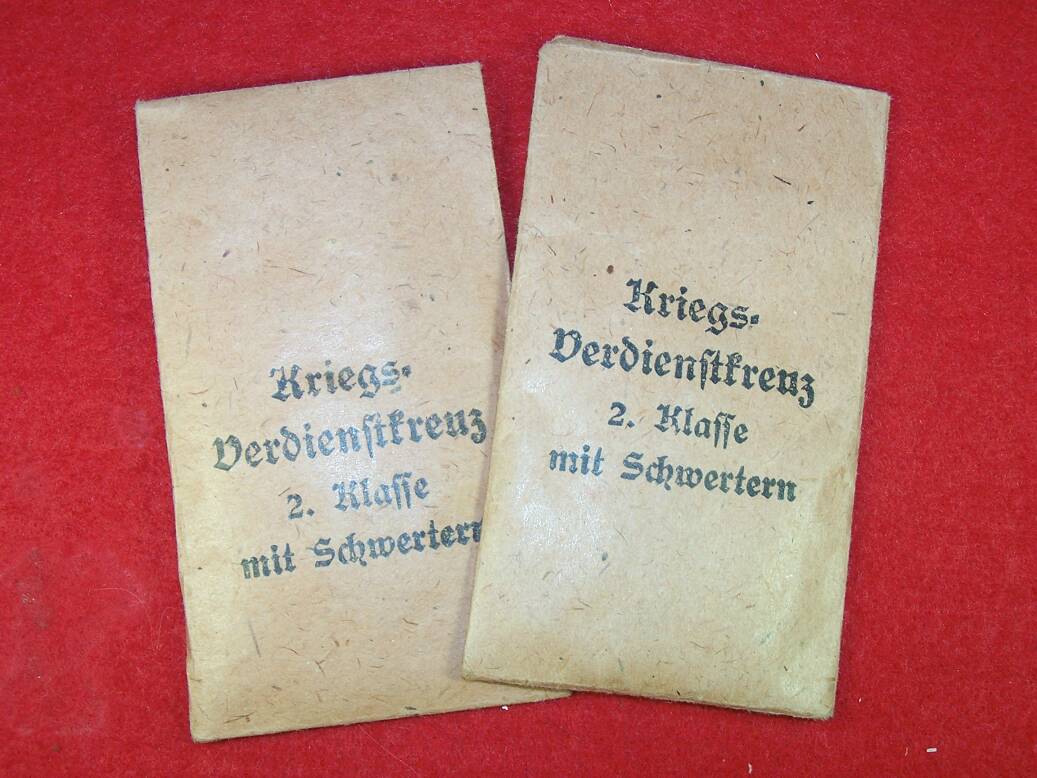 Kriegs-
Verdienſtkreuz
2. Klaſſe
mit Schwertern
Kriegs-
Verdienſtkreuz
2. Klaſſe
mit Schwertern